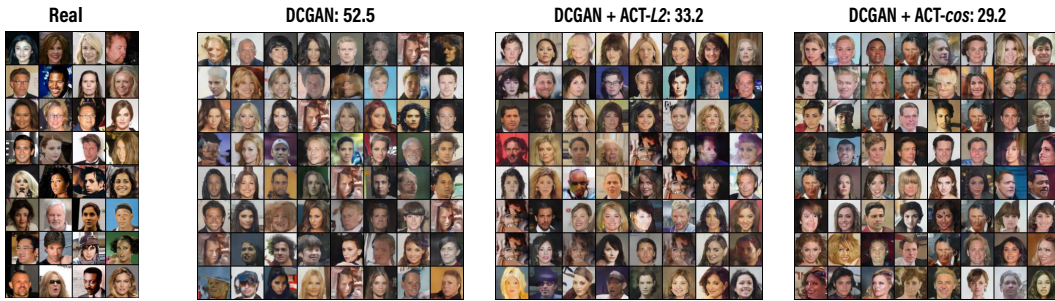 Real
DCGAN: 52.5
DCGAN + ACT-L2: 33.2
DCGAN + ACT-cos: 29.2